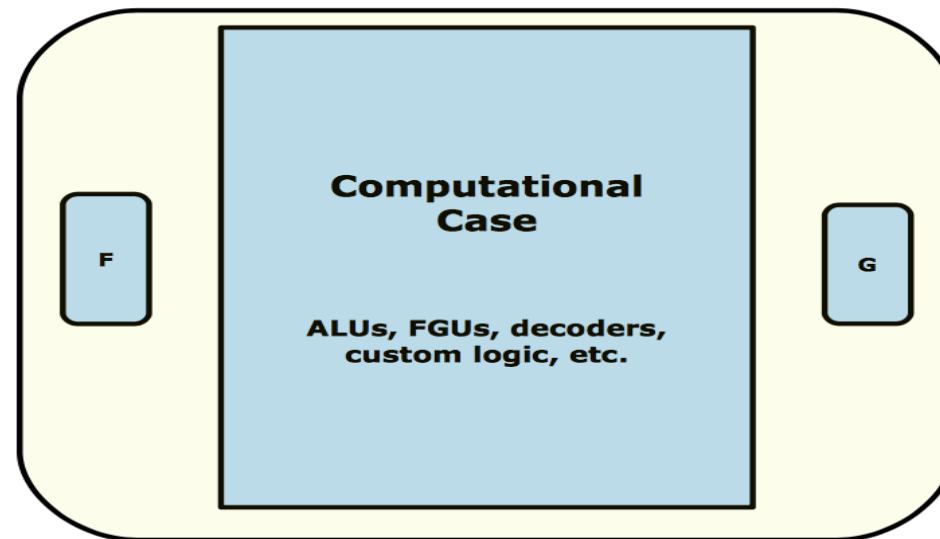 Computational
Case
F
G
ALUs, FGUs, decoders,
custom logic, etc.